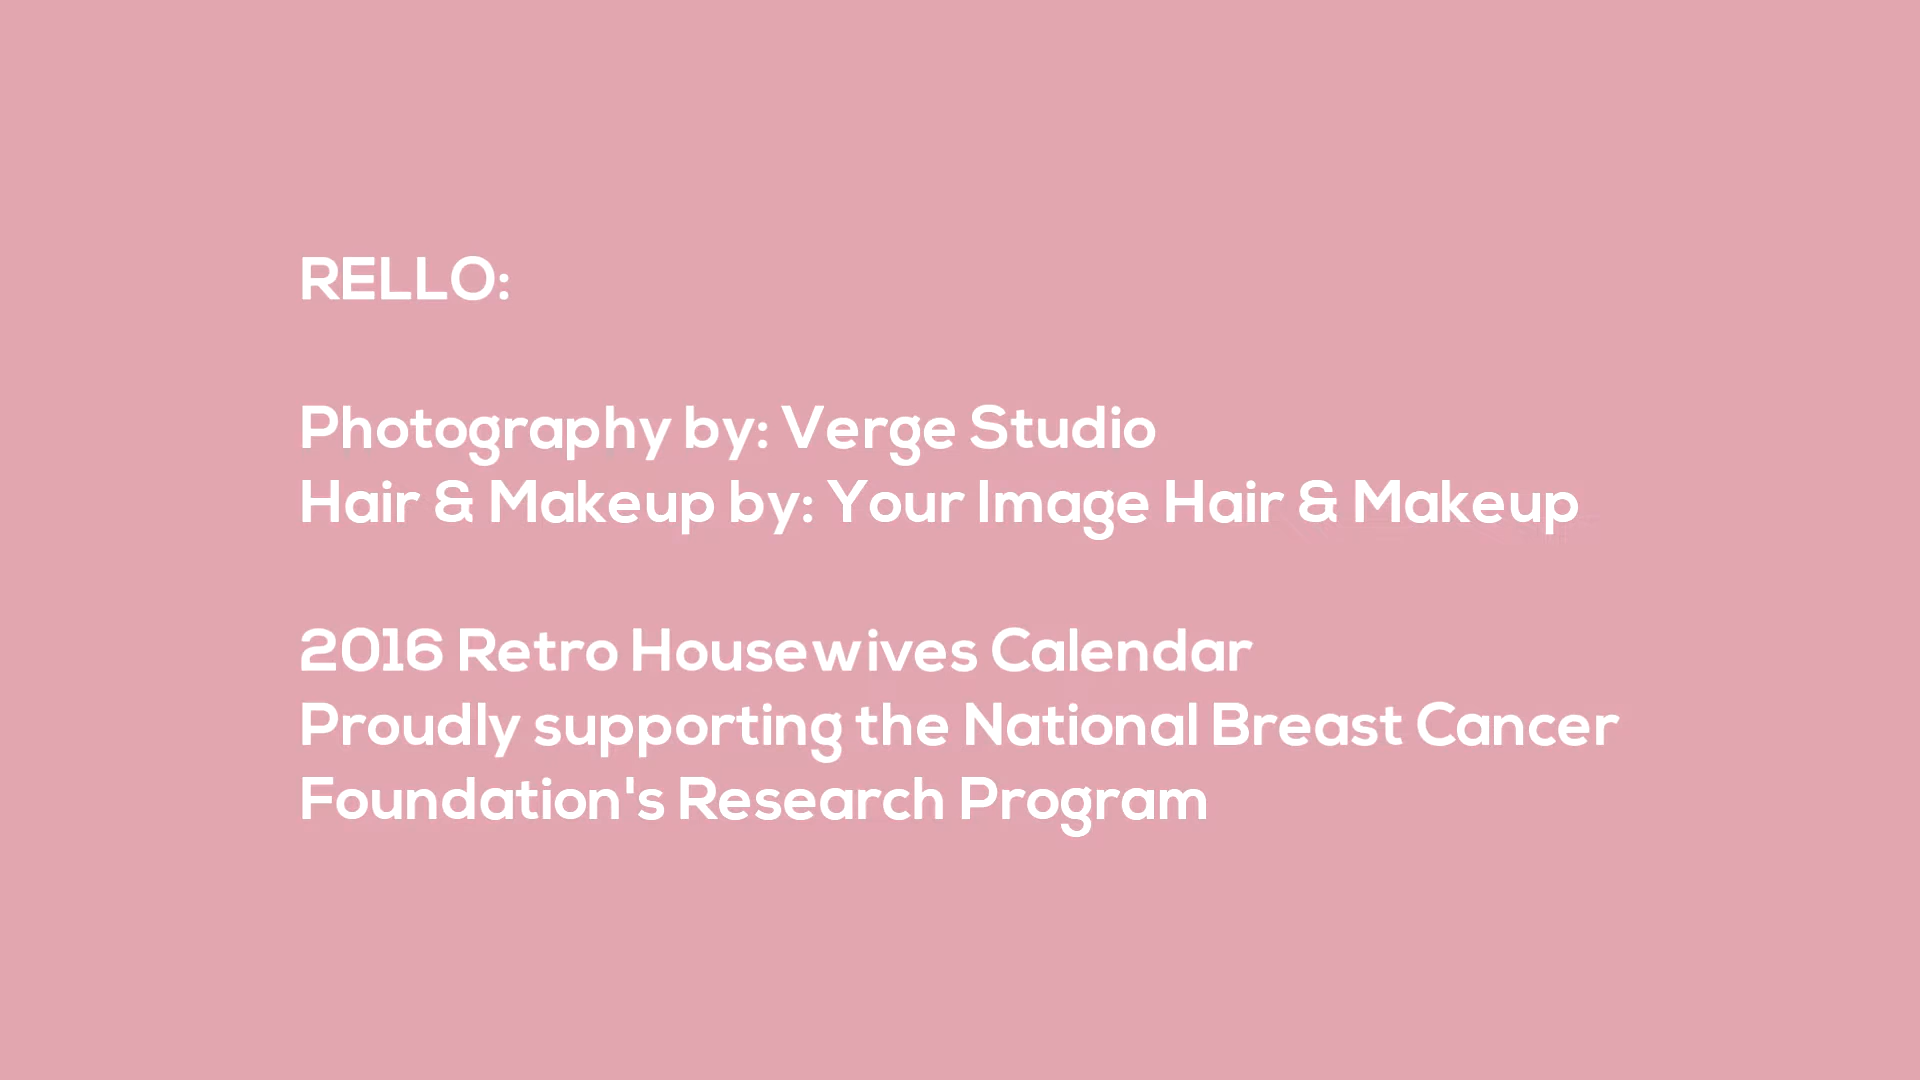 RELLO:
Photography by: Verge Studio
Hair & Makeup by: Your Image Hair & Makeup
2016 Retro Housewives Calendar
Proudly supporting the National Breast Cancer
Foundation's Research Program